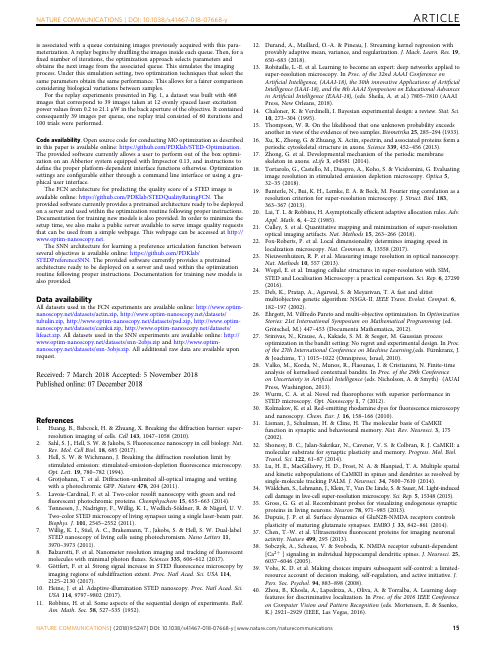 NATURE COMMUNICATIONS | DOI: 10.1038/s41467-018-07668-y
ARTICLE
is associated with a queue containing images previously acquired with this para-
meterization. A replay begins by shuffling the images inside each queue. Then, for a
fixed number of iterations, the optimization approach selects parameters and
obtains the next image from the associated queue. This simulates the imaging
process. Under this simulation setting, two optimization techniques that select the
same parameters obtain the same performance. This allows for a fairer comparison
considering biological variations between samples.
For the replay experiments presented in Fig. 1, a dataset built with 468
images that correspond to 39 images taken at 12 evenly spaced laser excitation
power values from 0.2 to 21.1 μW in the back aperture of the objective. It contained
consequently 39 images per queue, one replay trial consisted of 60 iterations and
100 trials were performed.
Code availability. Open source code for conducting MO optimization as described
in this paper is available online: https://github.com/PDKlab/STED-Optimization.
The provided software currently allows a user to perform out of the box optimi-
zation on an Abberior system equipped with Inspector 0.13, and instructions to
define the proper platform-dependent interface functions otherwise. Optimization
settings are configurable either through a command line interface or using a gra-
phical user interface.
The FCN architecture for predicting the quality score of a STED image is
available online: https://github.com/PDKlab/STEDQualityRatingFCN. The
provided software currently provides a pretrained architecture ready to be deployed
on a server and used within the optimization routine following proper instructions.
Documentation for training new models is also provided. In order to minimize the
setup time, we also make a public server available to serve image quality requests
that can be used from a simple webpage. This webpage can be accessed at http://
www.optim-nanoscopy.net.
The SNN architecture for learning a preference articulation function between
several objectives is available online: https://github.com/PDKlab/
STEDPreferenceSNN. The provided software currently provides a pretrained
architecture ready to be deployed on a server and used within the optimization
routine following proper instructions. Documentation for training new models is
also provided.
Data availability
All datasets used in the FCN experiments are available online: http://www.optim-
nanoscopy.net/datasets/actin.zip, http://www.optim-nanoscopy.net/datasets/
tubulin.zip, http://www.optim-nanoscopy.net/datasets/psd.zip, http://www.optim-
nanoscopy.net/datasets/camkii.zip, http://www.optim-nanoscopy.net/datasets/
lifeact.zip. All datasets used in the SNN experiments are available online: http://
www.optim-nanoscopy.net/datasets/snn-2objs.zip and http://www.optim-
nanoscopy.net/datasets/snn-3objs.zip. All additional raw data are available upon
request.
Received: 7 March 2018 Accepted: 5 November 2018
Published online: 07 December 2018
References
1. Huang, B., Babcock, H. & Zhuang, X. Breaking the diffraction barrier: super-
resolution imaging of cells. Cell 143, 1047–1058 (2010).
2. Sahl, S. J., Hell, S. W. & Jakobs, S. Fluorescence nanoscopy in cell biology. Nat.
Rev. Mol. Cell Biol. 18, 685 (2017).
3. Hell, S. W. & Wichmann, J. Breaking the diffraction resolution limit by
stimulated emission: stimulated-emission-depletion fluorescence microscopy.
Opt. Lett. 19, 780–782 (1994).
4. Grotjohann, T. et al. Diffraction-unlimited all-optical imaging and writing
with a photochromic GFP. Nature 478, 204 (2011).
5. Lavoie-Cardinal, F. et al. Two-color resolft nanoscopy with green and red
fluorescent photochromic proteins. Chemphyschem 15, 655–663 (2014).
6. Tønnesen, J., Nadrigny, F., Willig, K. I., Wedlich-Söldner, R. & Nägerl, U. V.
Two-color STED microscopy of living synapses using a single laser-beam pair.
Biophys. J. 101, 2545–2552 (2011).
7. Willig, K. I., Stiel, A. C., Brakemann, T., Jakobs, S. & Hell, S. W. Dual-label
STED nanoscopy of living cells using photochromism. Nano Letters 11,
3970–3973 (2011).
8. Balzarotti, F. et al. Nanometer resolution imaging and tracking of fluorescent
molecules with minimal photon fluxes. Science 355, 606–612 (2017).
9. Göttfert, F. et al. Strong signal increase in STED fluorescence microscopy by
imaging regions of subdiffraction extent. Proc. Natl Acad. Sci. USA 114,
2125–2130 (2017).
10. Heine, J. et al. Adaptive-illumination STED nanoscopy. Proc. Natl Acad. Sci.
USA 114, 9797–9802 (2017).
11. Robbins, H. et al. Some aspects of the sequential design of experiments. Bull.
Am. Math. Sc. 58, 527–535 (1952).
12. Durand, A., Maillard, O.-A. & Pineau, J. Streaming kernel regression with
provably adaptive mean, variance, and regularization. J. Mach. Learn. Res. 19,
650–683 (2018).
13. Robitaille, L.-E. et al. Learning to become an expert: deep networks applied to
super-resolution microscopy. In Proc. of the 32nd AAAI Conference on
Artificial Intelligence, (AAAI-18), the 30th innovative Applications of Artificial
Intelligence (IAAI-18), and the 8th AAAI Symposium on Educational Advances
in Artificial Intelligence (EAAI-18), (eds. Sheila, A. et al.) 7805–7810 (AAAI
Press, New Orleans, 2018).
14. Chaloner, K. & Verdinelli, I. Bayesian experimental design: a review. Stat. Sci.
10, 273–304 (1995).
15. Thompson, W. R. On the likelihood that one unknown probability exceeds
another in view of the evidence of two samples. Biometrika 25, 285–294 (1933).
16. Xu, K., Zhong, G. & Zhuang, X. Actin, spectrin, and associated proteins form a
periodic cytoskeletal structure in axons. Science 339, 452–456 (2013)
17. Zhong, G. et al. Developmental mechanism of the periodic membrane
skeleton in axons. eLife 3, e04581 (2014).
18. Tortarolo, G., Castello, M., Diaspro, A., Koho, S. & Vicidomini, G. Evaluating
image resolution in stimulated emission depletion microscopy. Optica 5,
32–35 (2018).
19. Banterle, N., Bui, K. H., Lemke, E. A. & Beck, M. Fourier ring correlation as a
resolution criterion for super-resolution microscopy. J. Struct. Biol. 183,
363–367 (2013).
20. Lai, T. L. & Robbins, H. Asymptotically efficient adaptive allocation rules. Adv.
Appl. Math. 6, 4–22 (1985).
21. Culley, S. et al. Quantitative mapping and minimization of super-resolution
optical imaging artifacts. Nat. Methods 15, 263–266 (2018).
22. Fox-Roberts, P. et al. Local dimensionality determines imaging speed in
localization microscopy. Nat. Commun. 8, 13558 (2017).
23. Nieuwenhuizen, R. P. et al. Measuring image resolution in optical nanoscopy.
Nat. Methods 10, 557 (2013).
24. Wegel, E. et al. Imaging cellular structures in super-resolution with SIM,
STED and Localisation Microscopy: a practical comparison. Sci. Rep. 6, 27290
(2016).
25. Deb, K., Pratap, A., Agarwal, S. & Meyarivan, T. A fast and elitist
multiobjective genetic algorithm: NSGA-II. IEEE Trans. Evolut. Comput. 6,
182–197 (2002).
26. Ehrgott, M. Vilfredo Pareto and multi-objective optimization. In Optimization
Stories: 21st International Symposium on Mathematical Programming (ed.
Grötschel, M.) 447–453 (Documenta Mathematica, 2012).
27. Srinivas, N., Krause, A., Kakade, S. M. & Seeger, M. Gaussian process
optimization in the bandit setting: No regret and experimental design. In Proc.
of the 27th International Conference on Machine Learning(eds. Fürnkranz, J.
& Joachims, T.) 1015–1022 (Omnipress, Israel, 2010).
28. Valko, M., Korda, N., Munos, R., Flaounas, I. & Cristianini, N. Finite-time
analysis of kernelised contextual bandits. In Proc. of the 29th Conference
on Uncertainty in Artificial Intelligence (eds. Nicholson, A. & Smyth) (AUAI
Press, Washington, 2013).
29. Wurm, C. A. et al. Novel red fluorophores with superior performance in
STED microscopy. Opt. Nanoscopy 1, 7 (2012).
30. Kolmakov, K. et al. Red-emitting rhodamine dyes for fluorescence microscopy
and nanoscopy. Chem. Eur. J. 16, 158–166 (2010).
31. Lisman, J., Schulman, H. & Cline, H. The molecular basis of CaMKII
function in synaptic and behavioural memory. Nat. Rev. Neurosci. 3, 175
(2002).
32. Shonesy, B. C., Jalan-Sakrikar, N., Cavener, V. S. & Colbran, R. J. CaMKII: a
molecular substrate for synaptic plasticity and memory. Progress. Mol. Biol.
Transl. Sci. 122, 61–87 (2014).
33. Lu, H. E., MacGillavry, H. D., Frost, N. A. & Blanpied, T. A. Multiple spatial
and kinetic subpopulations of CaMKII in spines and dendrites as resolved by
single-molecule tracking PALM. J. Neurosci. 34, 7600–7610 (2014).
34. Wäldchen, S., Lehmann, J., Klein, T., Van De Linde, S. & Sauer, M. Light-induced
cell damage in live-cell super-resolution microscopy. Sci. Rep. 5, 15348 (2015).
35. Gross, G. G. et al. Recombinant probes for visualizing endogenous synaptic
proteins in living neurons. Neuron 78, 971–985 (2013).
36. Dupuis, J. P. et al. Surface dynamics of GluN2B-NMDA receptors controls
plasticity of maturing glutamate synapses. EMBO J. 33, 842–861 (2014).
37. Chen, T.-W. et al. Ultrasensitive fluorescent proteins for imaging neuronal
activity. Nature 499, 295 (2013).
38. Sobczyk, A., Scheuss, V. & Svoboda, K. NMDA receptor subunit-dependent
[Ca2+ ] signaling in individual hippocampal dendritic spines. J. Neurosci. 25,
6037–6046 (2005).
39. Vohs, K. D. et al. Making choices impairs subsequent self-control: a limited-
resource account of decision making, self-regulation, and active initiative. J.
Pers. Soc. Psychol. 94, 883–898 (2008).
40. Zhou, B., Khosla, A., Lapedriza, A., Oliva, A. & Torralba, A. Learning deep
features for discriminative localization. In Proc. of the 2016 IEEE Conference
on Computer Vision and Pattern Recognition (eds. Mortensen, E. & Saenko,
K.) 2921–2929 (IEEE, Las Vegas, 2016).
NATURE COMMUNICATIONS | (2018)9:5247 | DOI: 10.1038/s41467-018-07668-y | www.nature.com/naturecommunications
15